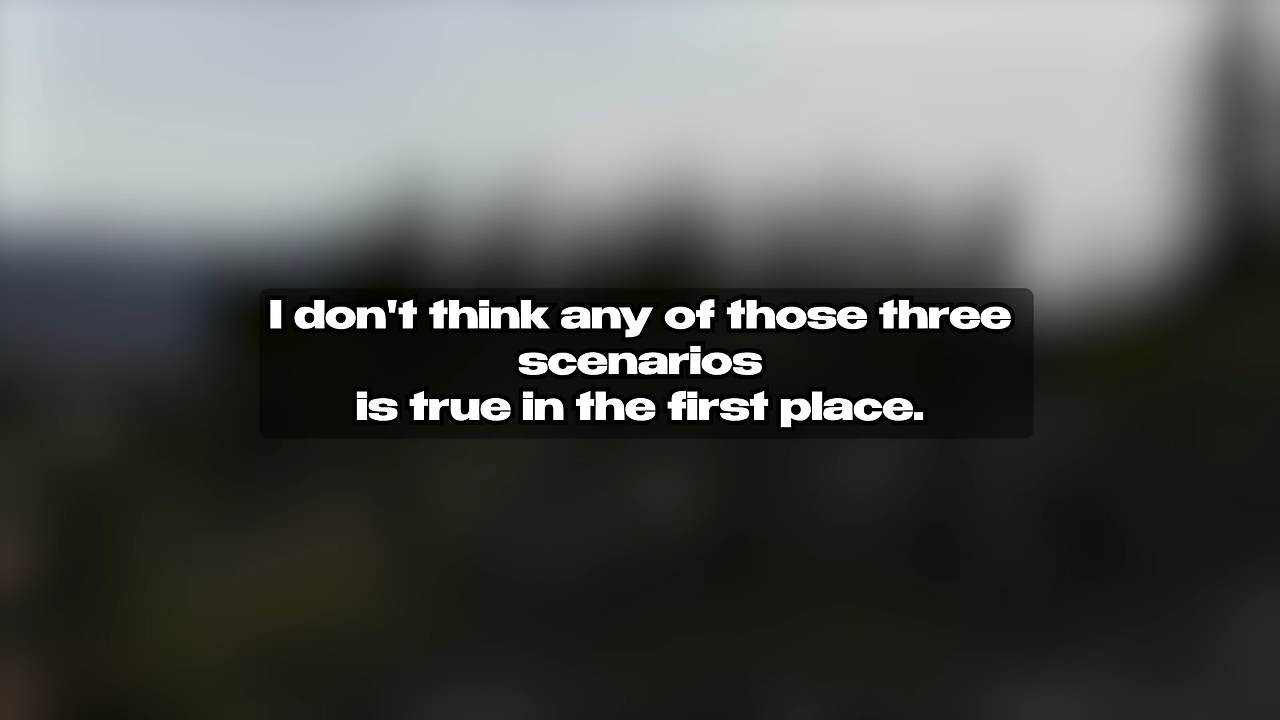 I don't think any of those three
scenarios
is true in the first place.